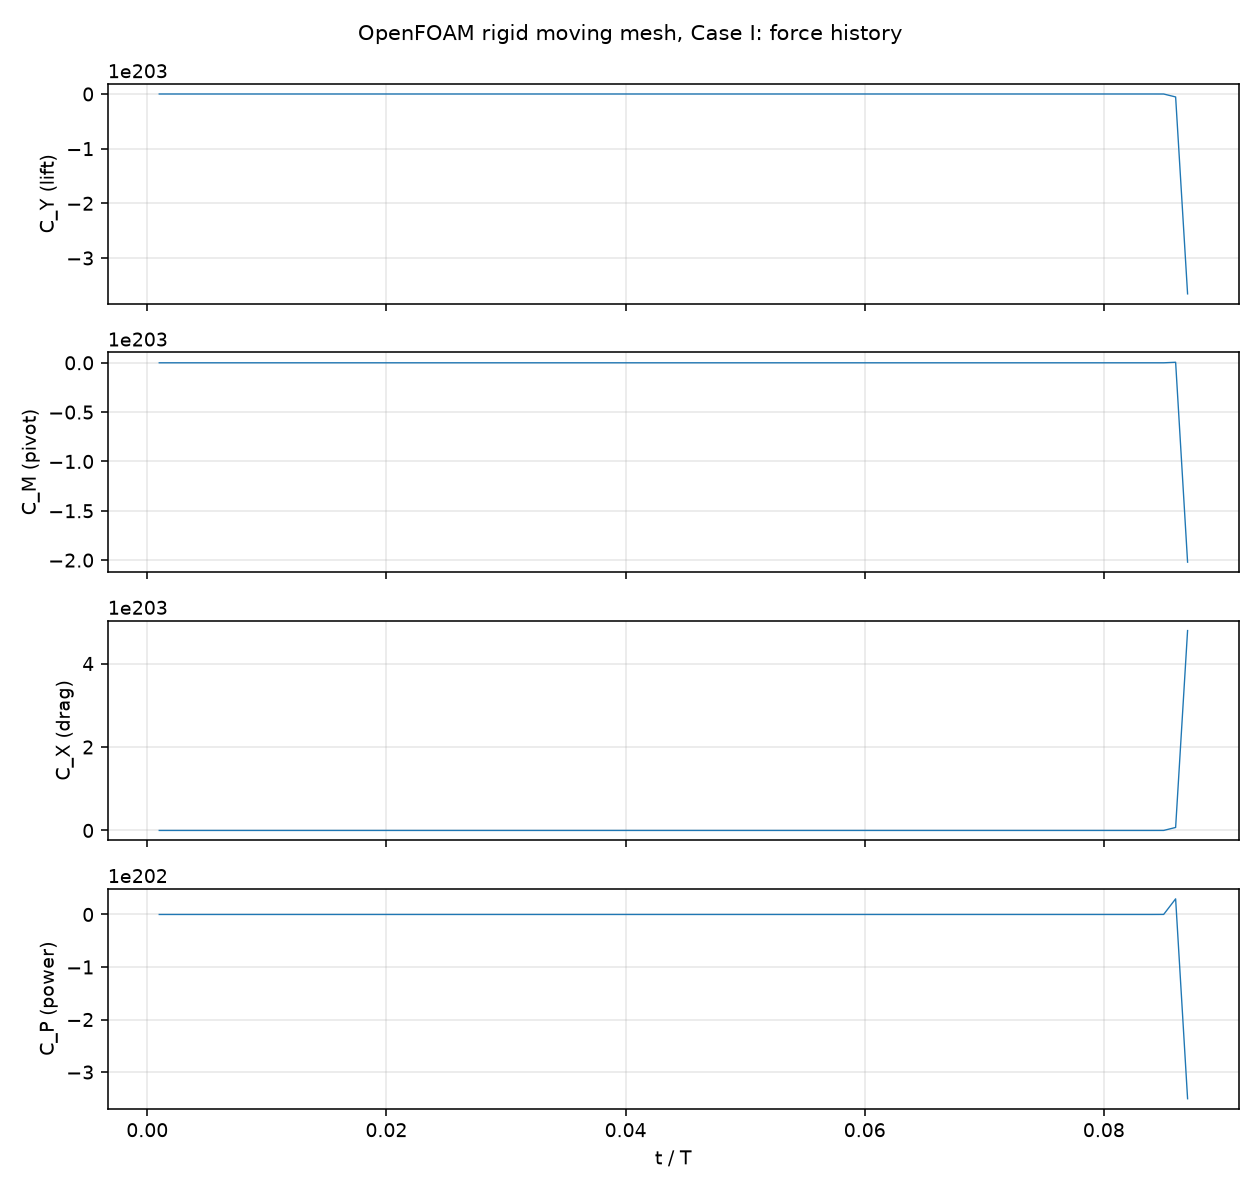 OpenFOAM rigid moving mesh, Case I: force history
1e203
0
−1
−2
−3
C_Y (lift)
1e203
0.0
−0.5
−1.0
−1.5
−2.0
C_M (pivot)
1e203
4
2
0
C_X (drag)
1e202
0
−1
−2
−3
C_P (power)
0.00 0.02 0.04 0.06 0.08
t / T